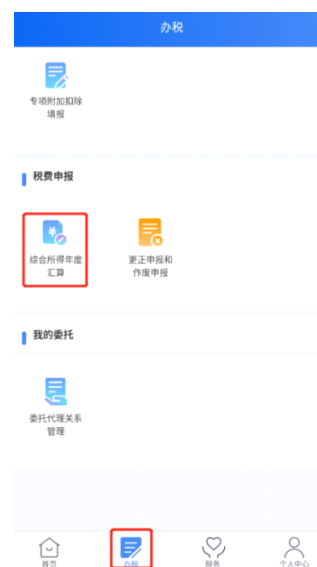 办税
专项附加扣除
填报
税费申报
综合所得年度
汇算
更正申报和
作废申报
我的委托
委托代理关系
管理
首页
办税
服务
个人中心